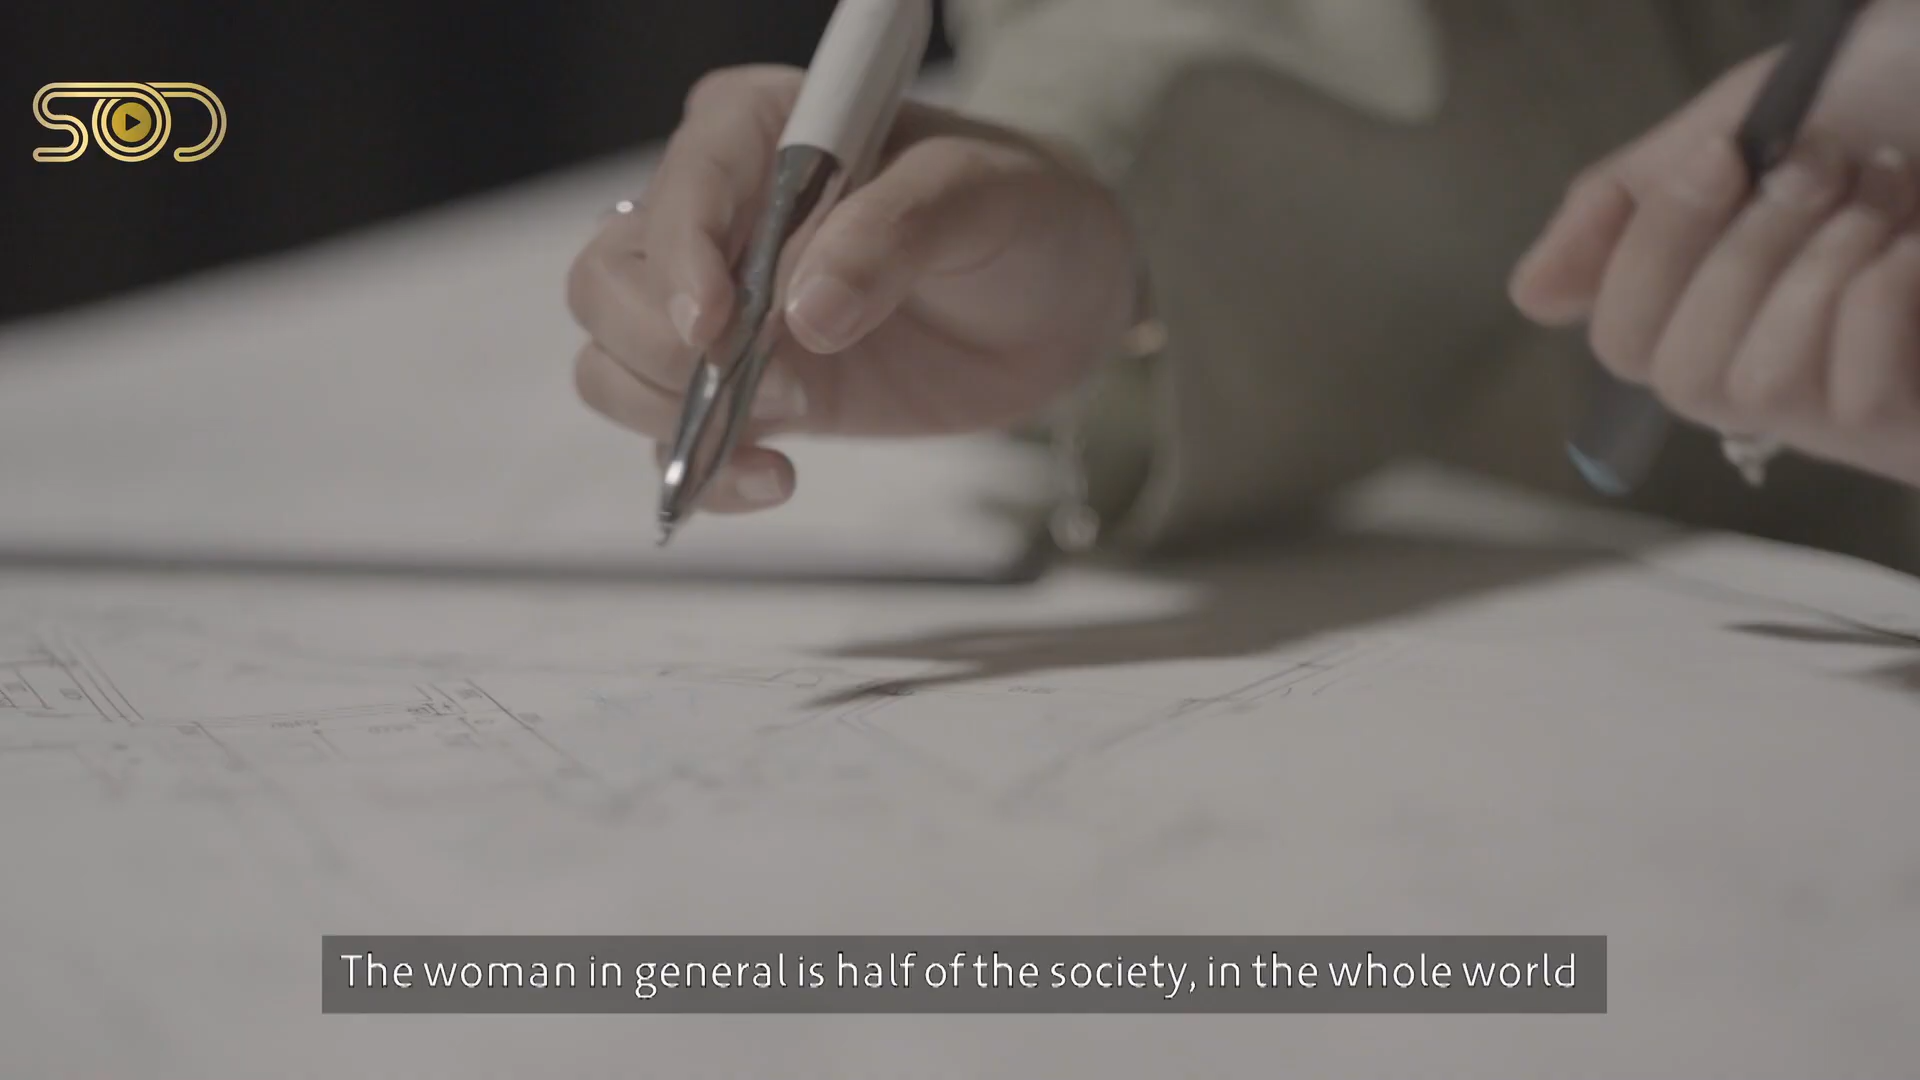 SOD
The woman in general is half of the society, in the whole world